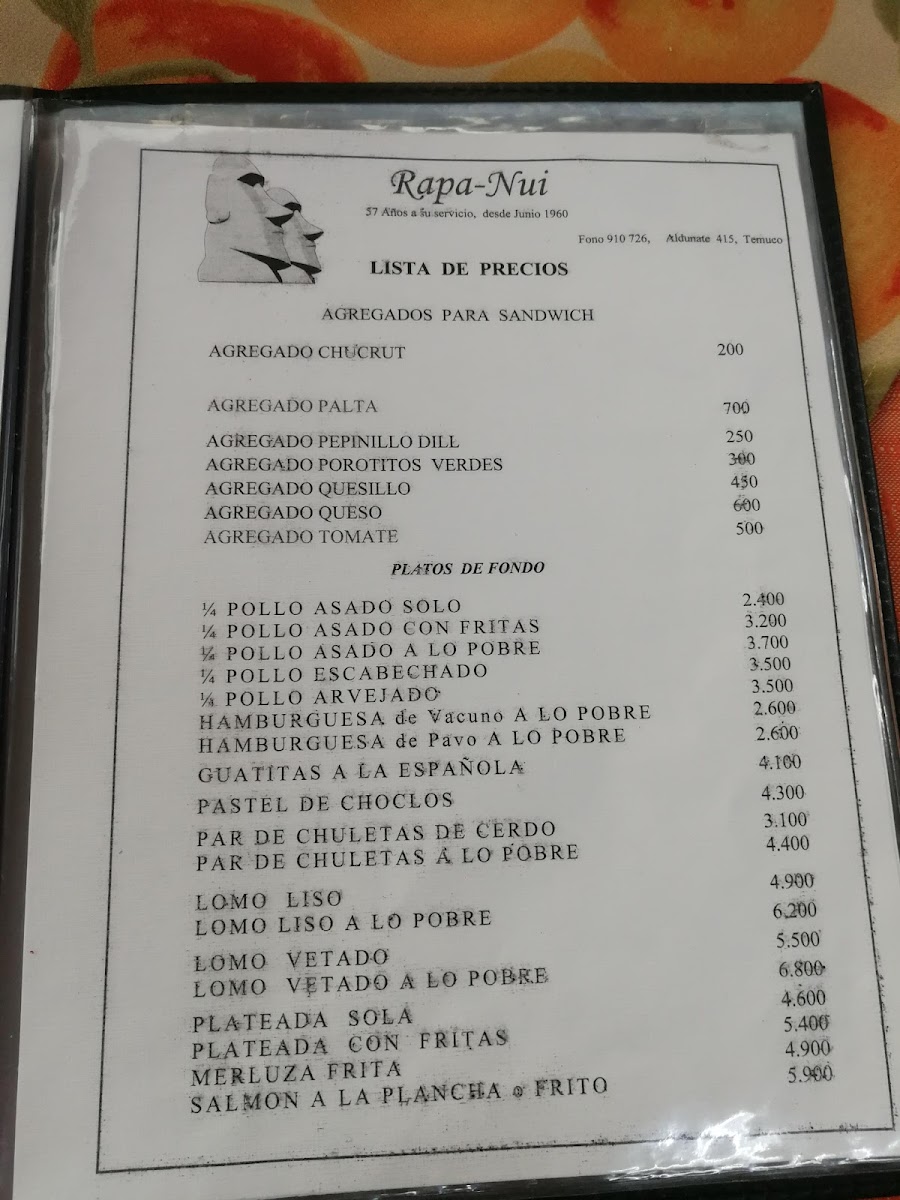 Rapa-Nui
57 Años a su servicio, desde Junio 1960
Fono 910 726, Aldunate 415, Temuco
LISTA DE PRECIOS
AGREGADOS PARA SANDWICH
AGREGADO CHUCRUT 200
AGREGADO PALTA 700
AGREGADO PEPINILLO DILL 250
AGREGADO POROTITOS VERDES 300
AGREGADO QUESILLO 450
AGREGADO QUESO 600
AGREGADO TOMATE 500
PLATOS DE FONDO
¼ POLLO ASADO SOLO 2.400
¼ POLLO ASADO CON FRITAS 3.200
¼ POLLO ASADO A LO POBRE 3.700
¼ POLLO ESCABECHADO 3.500
¼ POLLO ARVEJADO 3.500
HAMBURGUESA de Vacuno A LO POBRE 2.600
HAMBURGUESA de Pavo A LO POBRE 2.600
GUATITAS A LA ESPAÑOLA 4.100
PASTEL DE CHOCLOS 4.300
PAR DE CHULETAS DE CERDO 3.100
PAR DE CHULETAS A LO POBRE 4.400
LOMO LISO 4.900
LOMO LISO A LO POBRE 6.200
LOMO VETADO 5.500
LOMO VETADO A LO POBRE 6.800
PLATEADA SOLA 4.600
PLATEADA CON FRITAS 5.400
MERLUZA FRITA 4.900
SALMON A LA PLANCHA o FRITO 5.900